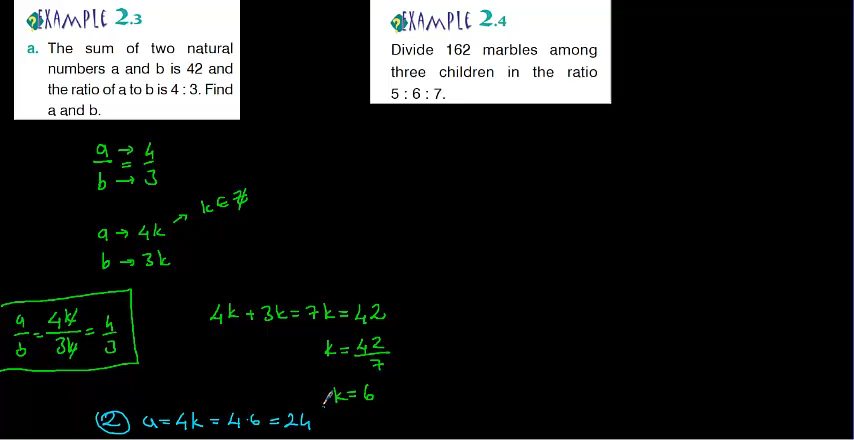 EXAMPLE 2.3
a. The sum of two natural
numbers a and b is 42 and
the ratio of a to b is 4 : 3. Find
a and b.
EXAMPLE 2.4
Divide 162 marbles among
three children in the ratio
5 : 6 : 7.
a/b → = → 4/3
a → 4k → k ∈ ℤ
b → 3k
a/b = 4k/3k = 4/3
4k + 3k = 7k = 42
k = 42/7
k = 6
② a = 4k = 4·6 = 24